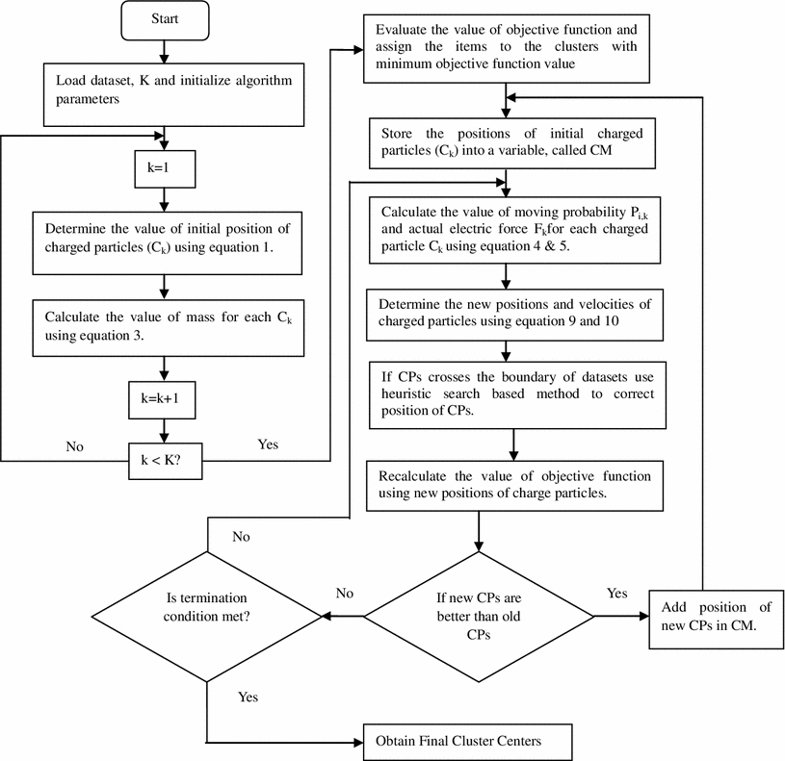 Start
Load dataset, K and initialize algorithm
parameters
k=1
Determine the value of initial position of
charged particles (Ck) using equation 1.
Calculate the value of mass for each Ck
using equation 3.
k=k+1
k < K?
No
Yes
Evaluate the value of objective function and
assign the items to the clusters with
minimum objective function value
Store the positions of initial charged
particles (Ck) into a variable, called CM
Calculate the value of moving probability Pi,k
and actual electric force Fkfor each charged
particle Ck using equation 4 & 5.
Determine the new positions and velocities of
charged particles using equation 9 and 10
If CPs crosses the boundary of datasets use
heuristic search based method to correct
position of CPs.
Recalculate the value of objective function
using new positions of charge particles.
If new CPs are
better than old
CPs
Yes
Add position of
new CPs in CM.
No
Is termination
condition met?
No
Yes
Obtain Final Cluster Centers